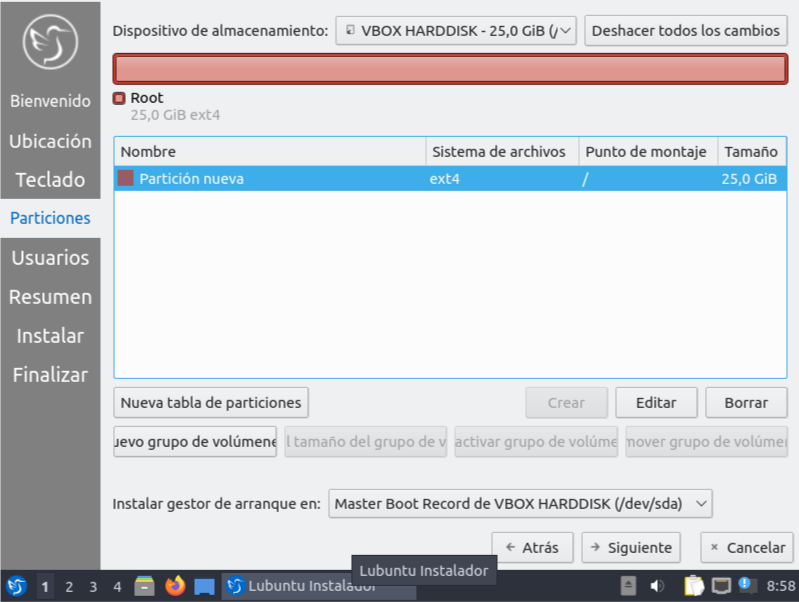 Dispositivo de almacenamiento: VBOX HARDDISK - 25,0 GiB (/ Deshacer todos los cambios
Root
25,0 GiB ext4
Bienvenido
Ubicación
Teclado
Particiones
Usuarios
Resumen
Instalar
Finalizar
Nombre Sistema de archivos Punto de montaje Tamaño
Partición nueva ext4 / 25,0 GiB
Nueva tabla de particiones Crear Editar Borrar
uevo grupo de volúmene l tamaño del grupo de v activar grupo de volúme mover grupo de volúmen
Instalar gestor de arranque en: Master Boot Record de VBOX HARDDISK (/dev/sda)
Atrás Siguiente Cancelar
Lubuntu Instalador
1 2 3 4 Lubuntu Instalador 8:58